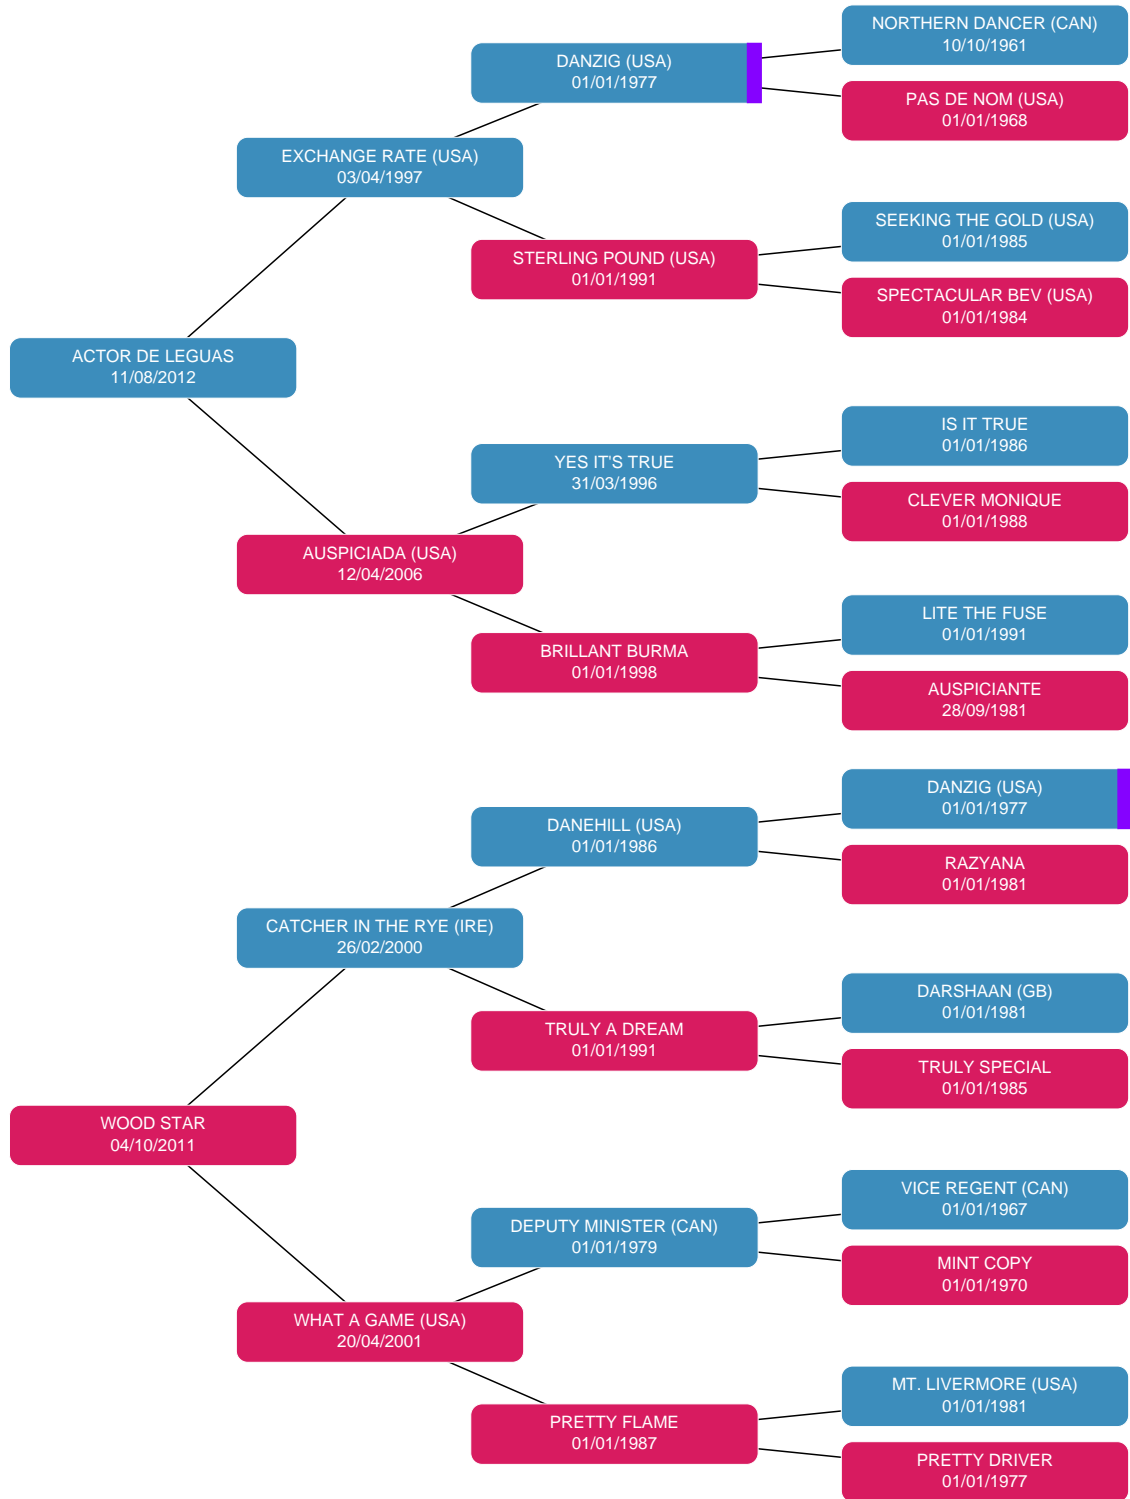 NORTHERN DANCER (CAN)
10/10/1961
DANZIG (USA)
01/01/1977
PAS DE NOM (USA)
01/01/1968
EXCHANGE RATE (USA)
03/04/1997
SEEKING THE GOLD (USA)
01/01/1985
STERLING POUND (USA)
01/01/1991
SPECTACULAR BEV (USA)
01/01/1984
ACTOR DE LEGUAS
11/08/2012
IS IT TRUE
01/01/1986
YES IT'S TRUE
31/03/1996
CLEVER MONIQUE
01/01/1988
AUSPICIADA (USA)
12/04/2006
LITE THE FUSE
01/01/1991
BRILLANT BURMA
01/01/1998
AUSPICIANTE
28/09/1981
DANZIG (USA)
01/01/1977
DANEHILL (USA)
01/01/1986
RAZYANA
01/01/1981
CATCHER IN THE RYE (IRE)
26/02/2000
DARSHAAN (GB)
01/01/1981
TRULY A DREAM
01/01/1991
TRULY SPECIAL
01/01/1985
WOOD STAR
04/10/2011
VICE REGENT (CAN)
01/01/1967
DEPUTY MINISTER (CAN)
01/01/1979
MINT COPY
01/01/1970
WHAT A GAME (USA)
20/04/2001
MT. LIVERMORE (USA)
01/01/1981
PRETTY FLAME
01/01/1987
PRETTY DRIVER
01/01/1977